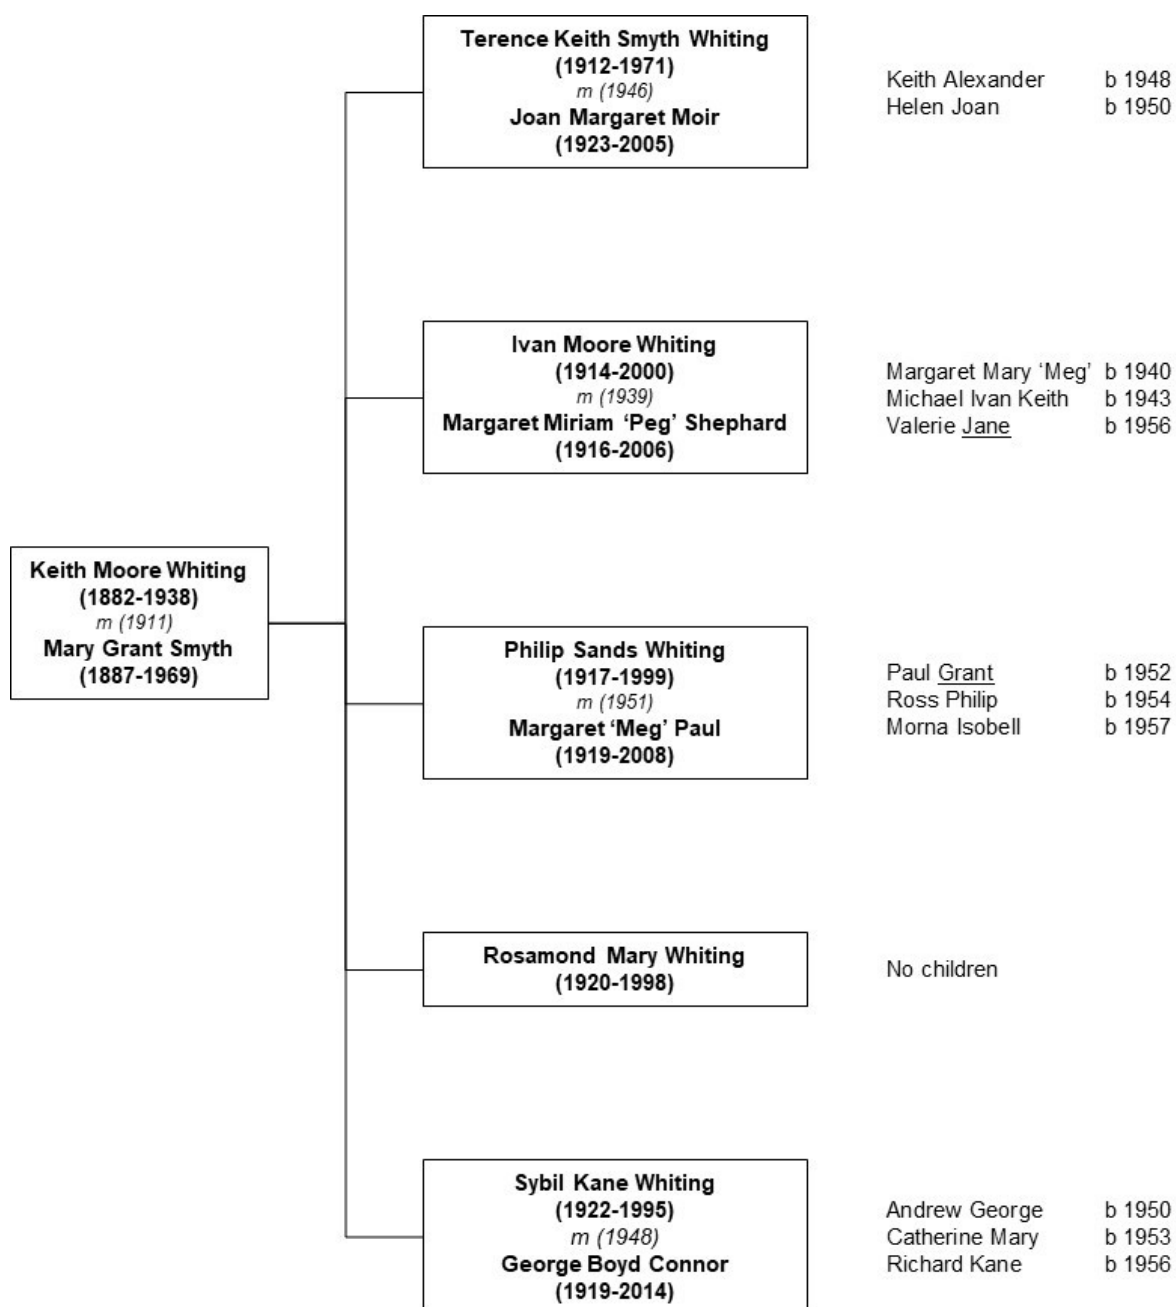 Terence Keith Smyth Whiting
(1912-1971)
m (1946)
Joan Margaret Moir
(1923-2005)
Keith Alexander b 1948
Helen Joan b 1950
Ivan Moore Whiting
(1914-2000)
m (1939)
Margaret Miriam ‘Peg’ Shephard
(1916-2006)
Margaret Mary ‘Meg’ b 1940
Michael Ivan Keith b 1943
Valerie Jane b 1956
Keith Moore Whiting
(1882-1938)
m (1911)
Mary Grant Smyth
(1887-1969)
Philip Sands Whiting
(1917-1999)
m (1951)
Margaret ‘Meg’ Paul
(1919-2008)
Paul Grant b 1952
Ross Philip b 1954
Morna Isobell b 1957
Rosamond Mary Whiting
(1920-1998)
No children
Sybil Kane Whiting
(1922-1995)
m (1948)
George Boyd Connor
(1919-2014)
Andrew George b 1950
Catherine Mary b 1953
Richard Kane b 1956